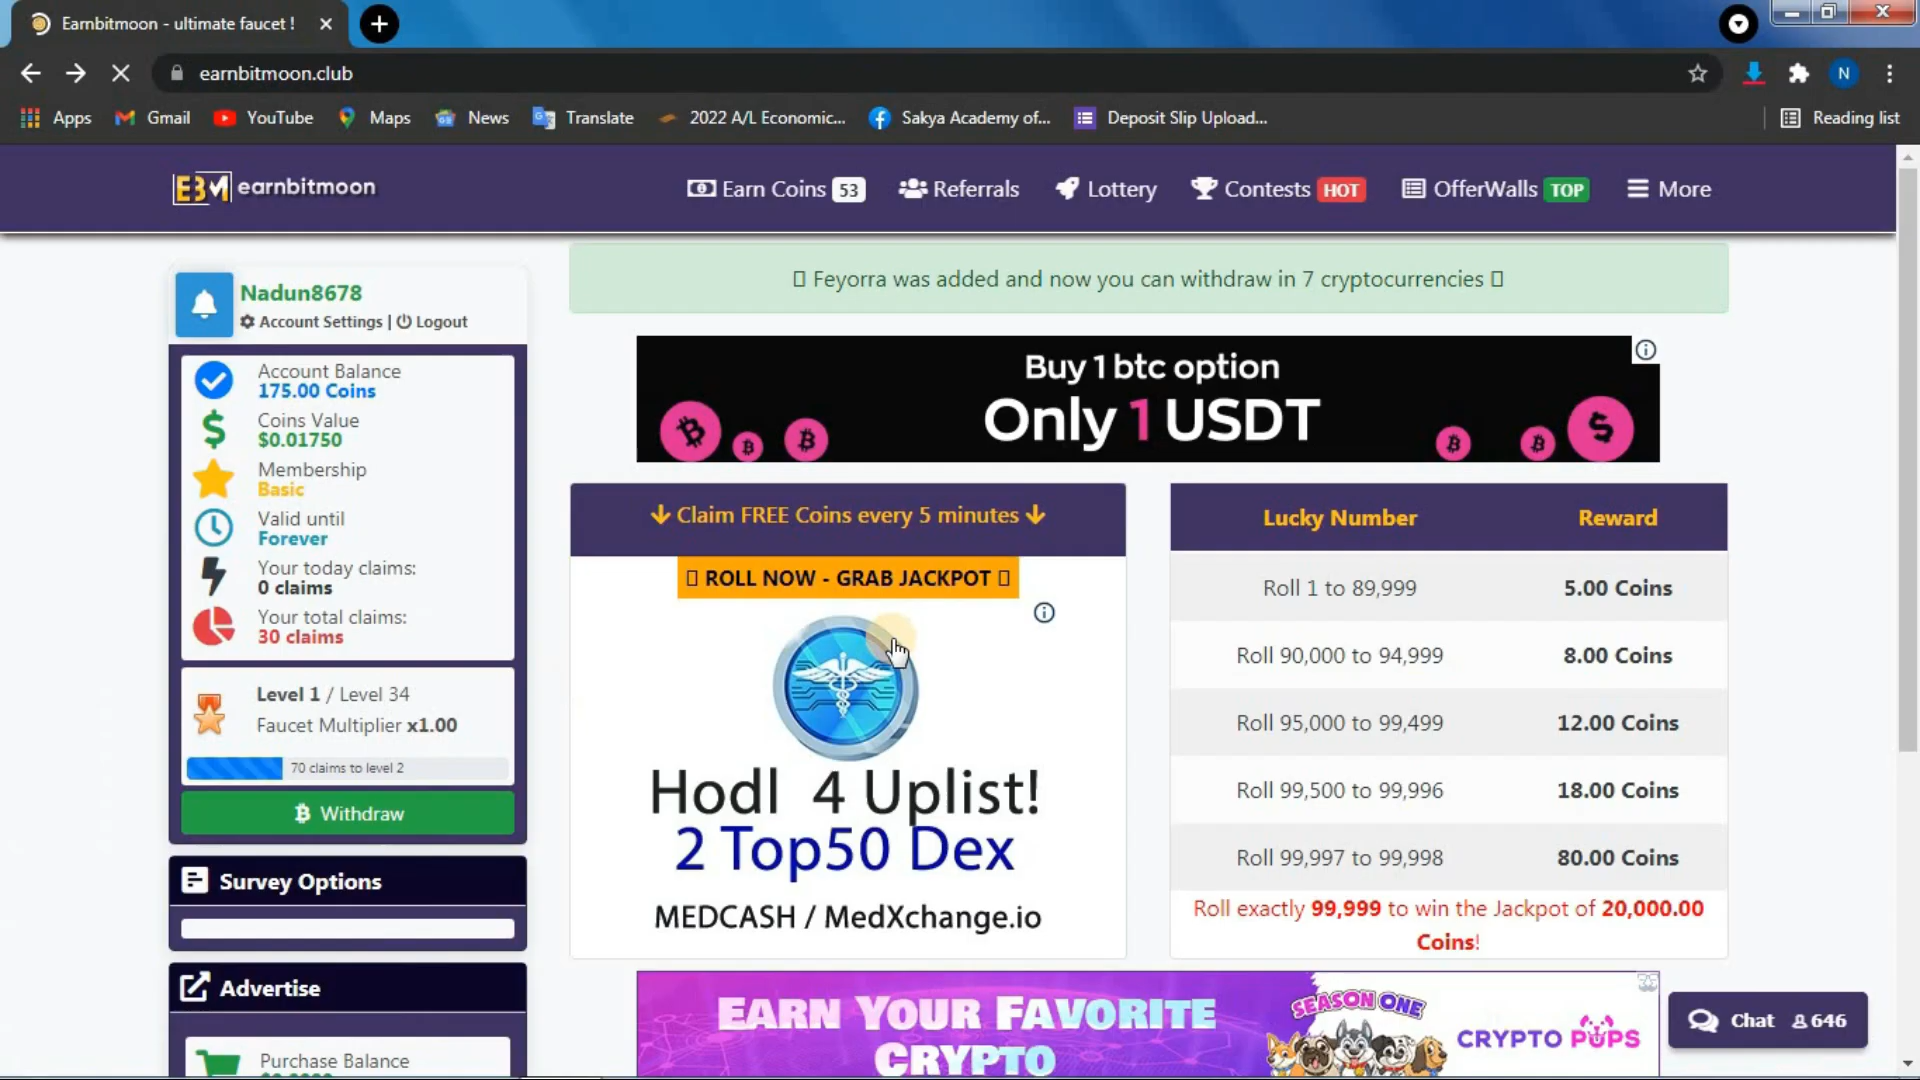 Earnbitmoon - ultimate faucet !
earnbitmoon.club
N
Apps
Gmail
YouTube
Maps
News
Translate
2022 A/L Economic...
Sakya Academy of...
Deposit Slip Upload...
Reading list
EBM earnbitmoon
Earn Coins 53
Referrals
Lottery
Contests HOT
OfferWalls TOP
More
Nadun8678
Account Settings | Logout
Feyorra was added and now you can withdraw in 7 cryptocurrencies
Account Balance
175.00 Coins
Coins Value
$0.01750
Membership
Basic
Valid until
Forever
Your today claims:
0 claims
Your total claims:
30 claims
Level 1 / Level 34
Faucet Multiplier x1.00
70 claims to level 2
Withdraw
Survey Options
Advertise
Purchase Balance
Buy 1 btc option
Only 1 USDT
Claim FREE Coins every 5 minutes
ROLL NOW - GRAB JACKPOT
Hodl 4 Uplist!
2 Top50 Dex
MEDCASH / MedXchange.io
Lucky Number Reward
Roll 1 to 89,999 5.00 Coins
Roll 90,000 to 94,999 8.00 Coins
Roll 95,000 to 99,499 12.00 Coins
Roll 99,500 to 99,996 18.00 Coins
Roll 99,997 to 99,998 80.00 Coins
Roll exactly 99,999 to win the Jackpot of 20,000.00
Coins!
EARN YOUR FAVORITE
CRYPTO
SEASON ONE
CRYPTO PUPS
Chat 646